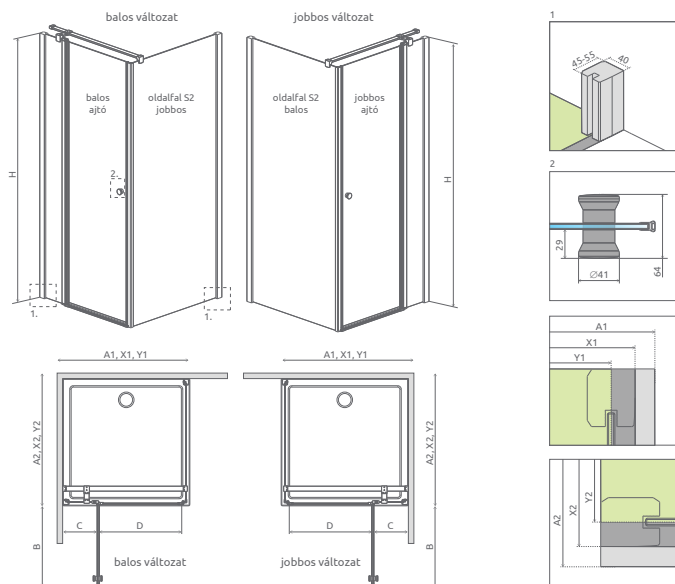 balos változat
jobbos változat
balos
ajtó
oldalfal S2
jobbos
oldalfal S2
balos
jobbos
ajtó
H
H
2.
1.
1.
A1, X1, Y1
A1, X1, Y1
A2, X2, Y2
A2, X2, Y2
C
D
D
C
B
B
balos változat
jobbos változat
1
45-55
40
2
29
Ø41
64
A1
X1
Y1
A2
X2
Y2